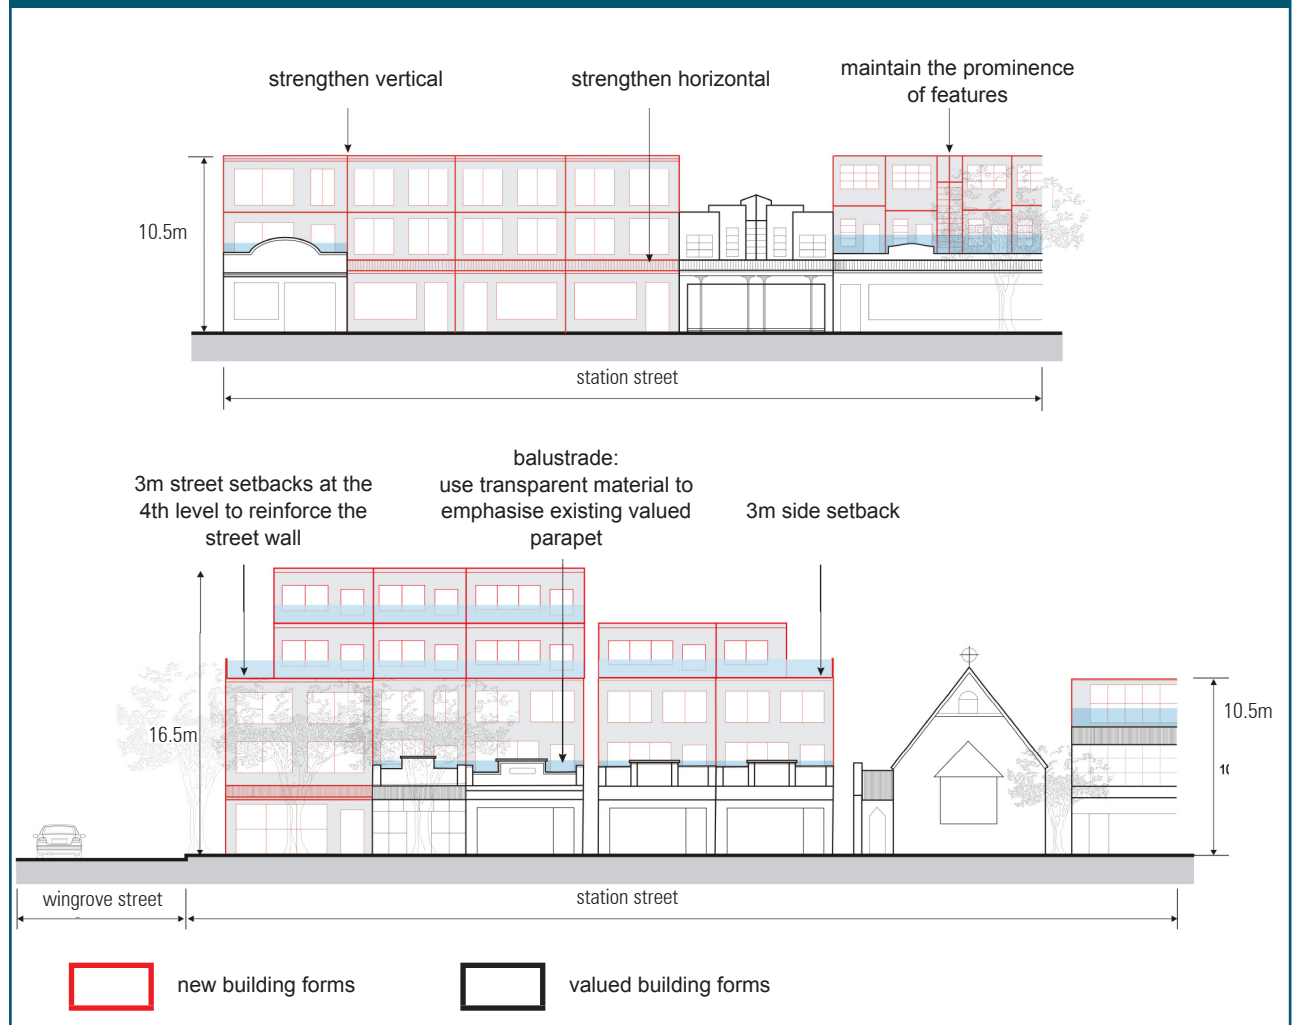 strengthen vertical
strengthen horizontal
maintain the prominence
of features
10.5m
station street
3m street setbacks at the
4th level to reinforce the
street wall
balustrade:
use transparent material to
emphasise existing valued
parapet
3m side setback
16.5m
10.5m
10
wingrove street
station street
new building forms
valued building forms